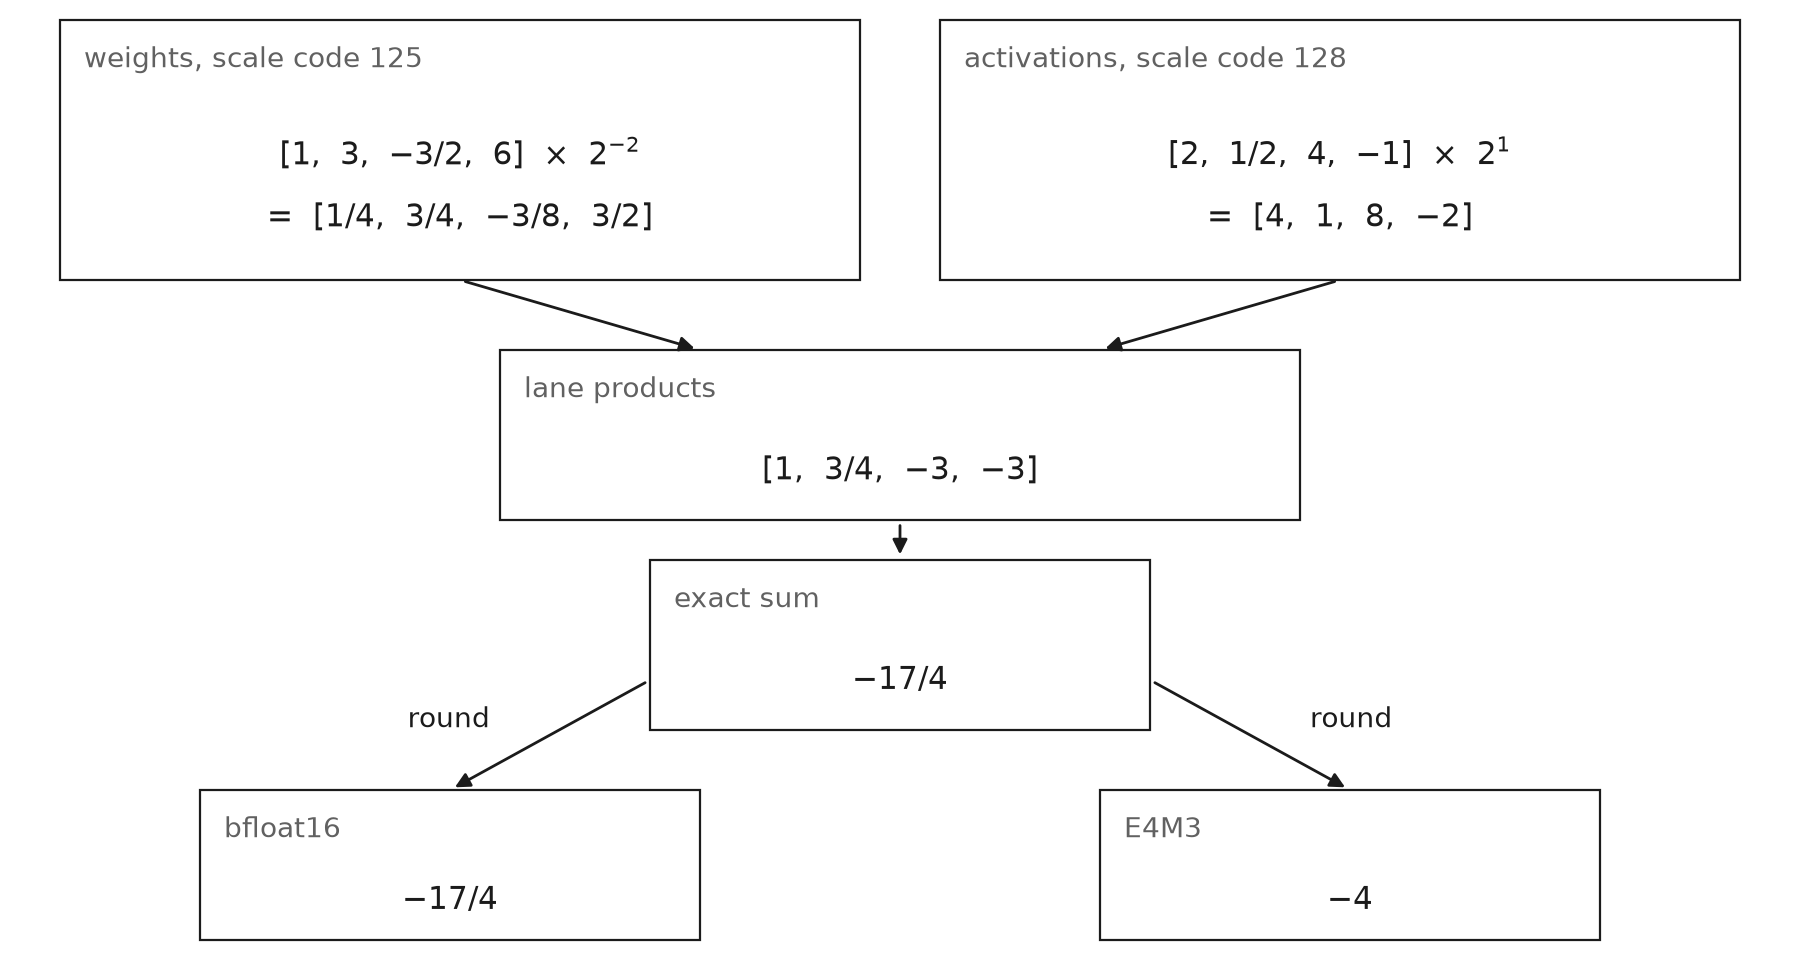 weights, scale code 125
[1, 3, −3/2, 6] × 2⁻²
= [1/4, 3/4, −3/8, 3/2]
activations, scale code 128
[2, 1/2, 4, −1] × 2¹
= [4, 1, 8, −2]
lane products
[1, 3/4, −3, −3]
exact sum
−17/4
round
round
bfloat16
−17/4
E4M3
−4